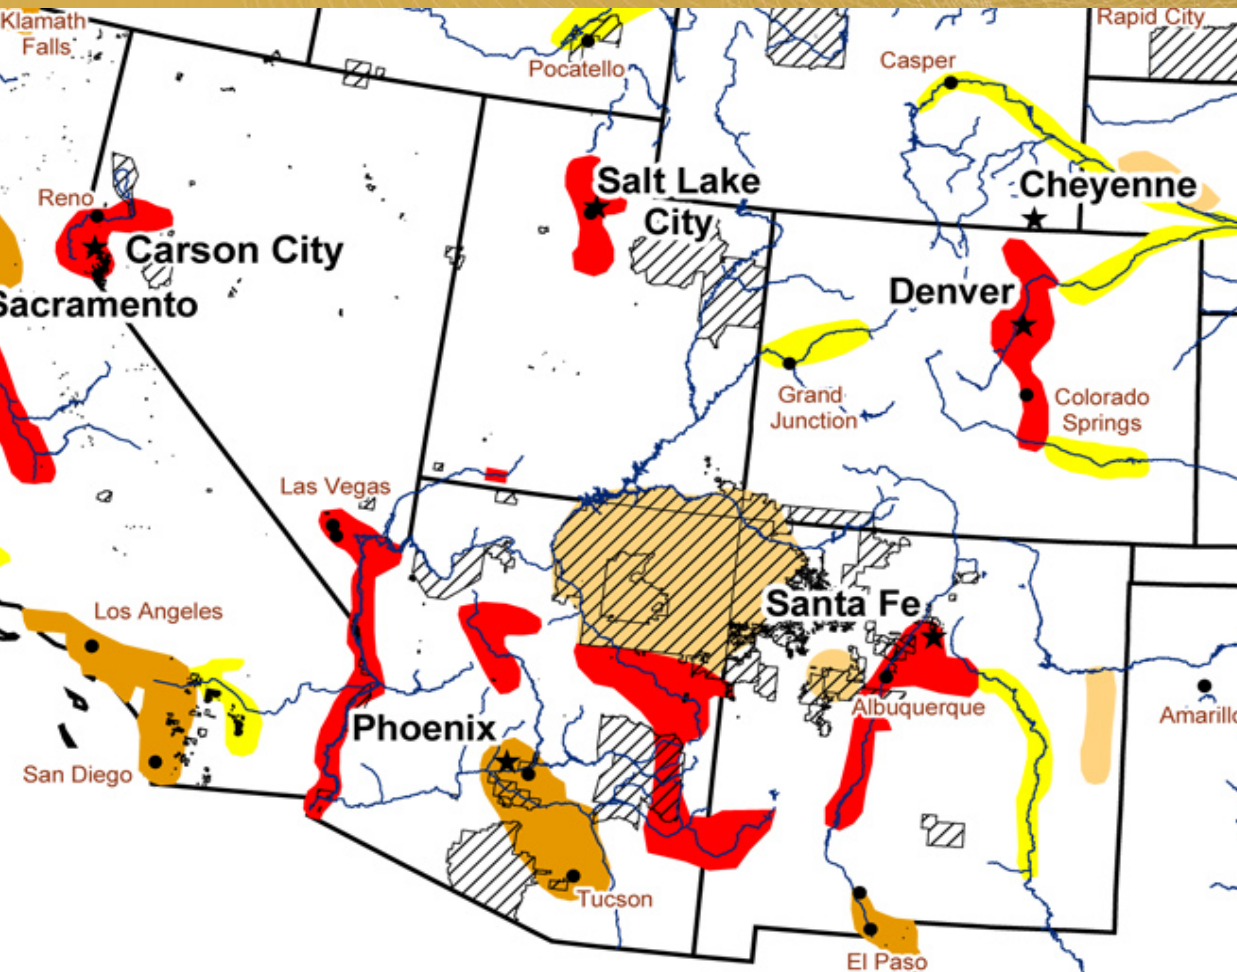 Klamath
Falls
Rapid City
Pocatello
Casper
Salt Lake
City
Cheyenne
Reno
Carson City
Sacramento
Denver
Grand
Junction
Colorado
Springs
Las Vegas
Los Angeles
Santa Fe
Phoenix
Albuquerque
San Diego
Tucson
El Paso